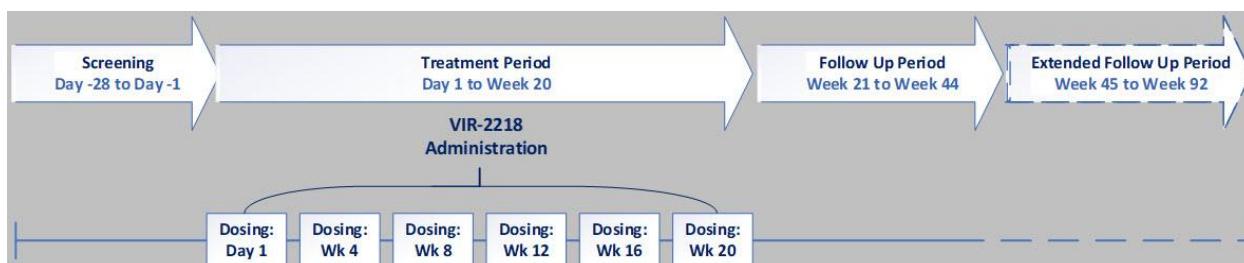 Screening
Day -28 to Day -1
Treatment Period
Day 1 to Week 20
Follow Up Period
Week 21 to Week 44
Extended Follow Up Period
Week 45 to Week 92
VIR-2218
Administration
Dosing:
Day 1
Dosing:
Wk 4
Dosing:
Wk 8
Dosing:
Wk 12
Dosing:
Wk 16
Dosing:
Wk 20